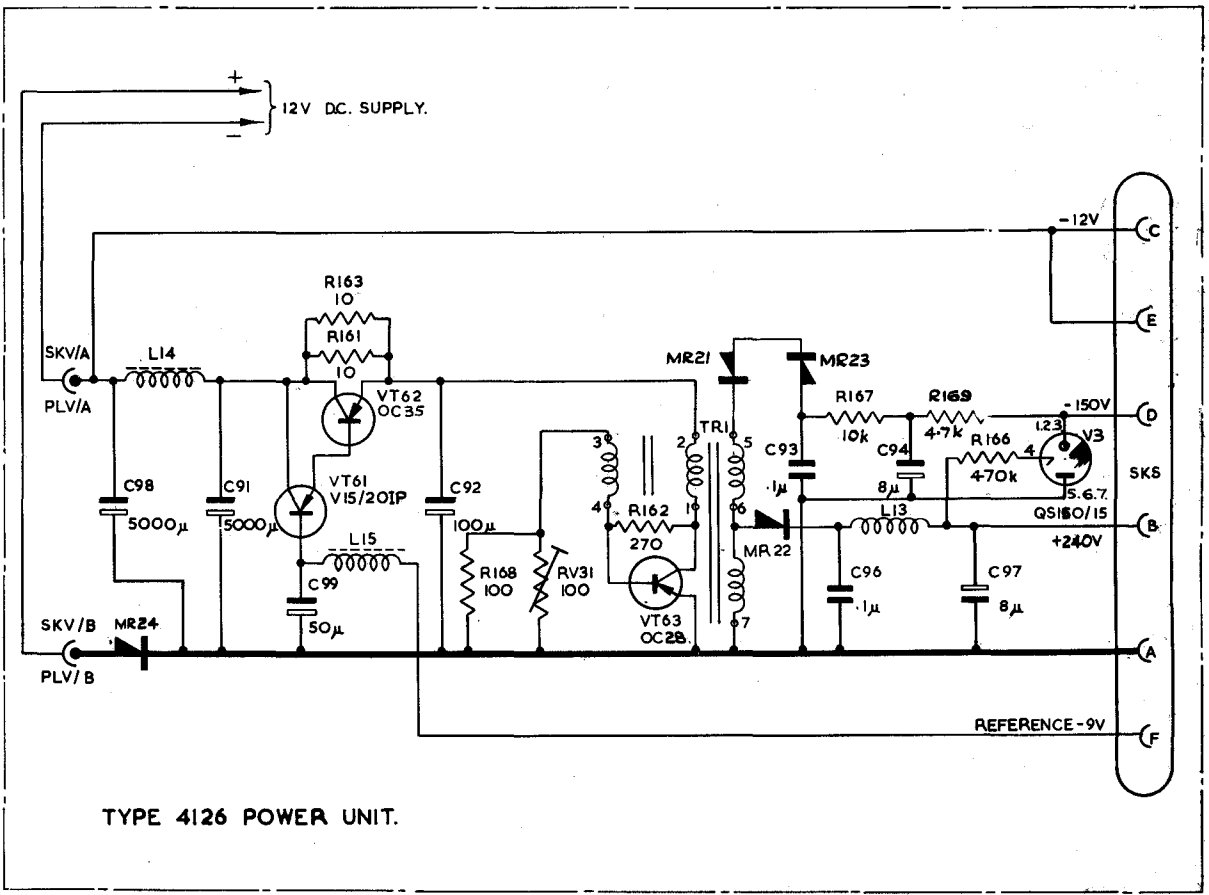 +
12V D.C. SUPPLY.
−
-12V
C
E
R163
10
R161
10
SKV/A
L14
PLV/A
VT62
OC35
MR21
MR23
R167
10k
R169
4.7k
-150V
D
1.2.3.
V3
3
2
TR1
5
C93
.1μ
C94
8μ
R166
470k
4
SKS
C98
5000μ
C91
5000μ
VT61
V15/20IP
C92
100μ
4
1
6
R162
270
5.6.7.
QS150/15
L13
B
+240V
MR22
L15
C99
50μ
R168
100
RV31
100
VT63
OC28
7
C96
.1μ
C97
8μ
SKV/B
MR24
PLV/B
A
REFERENCE-9V
F
TYPE 4126 POWER UNIT.